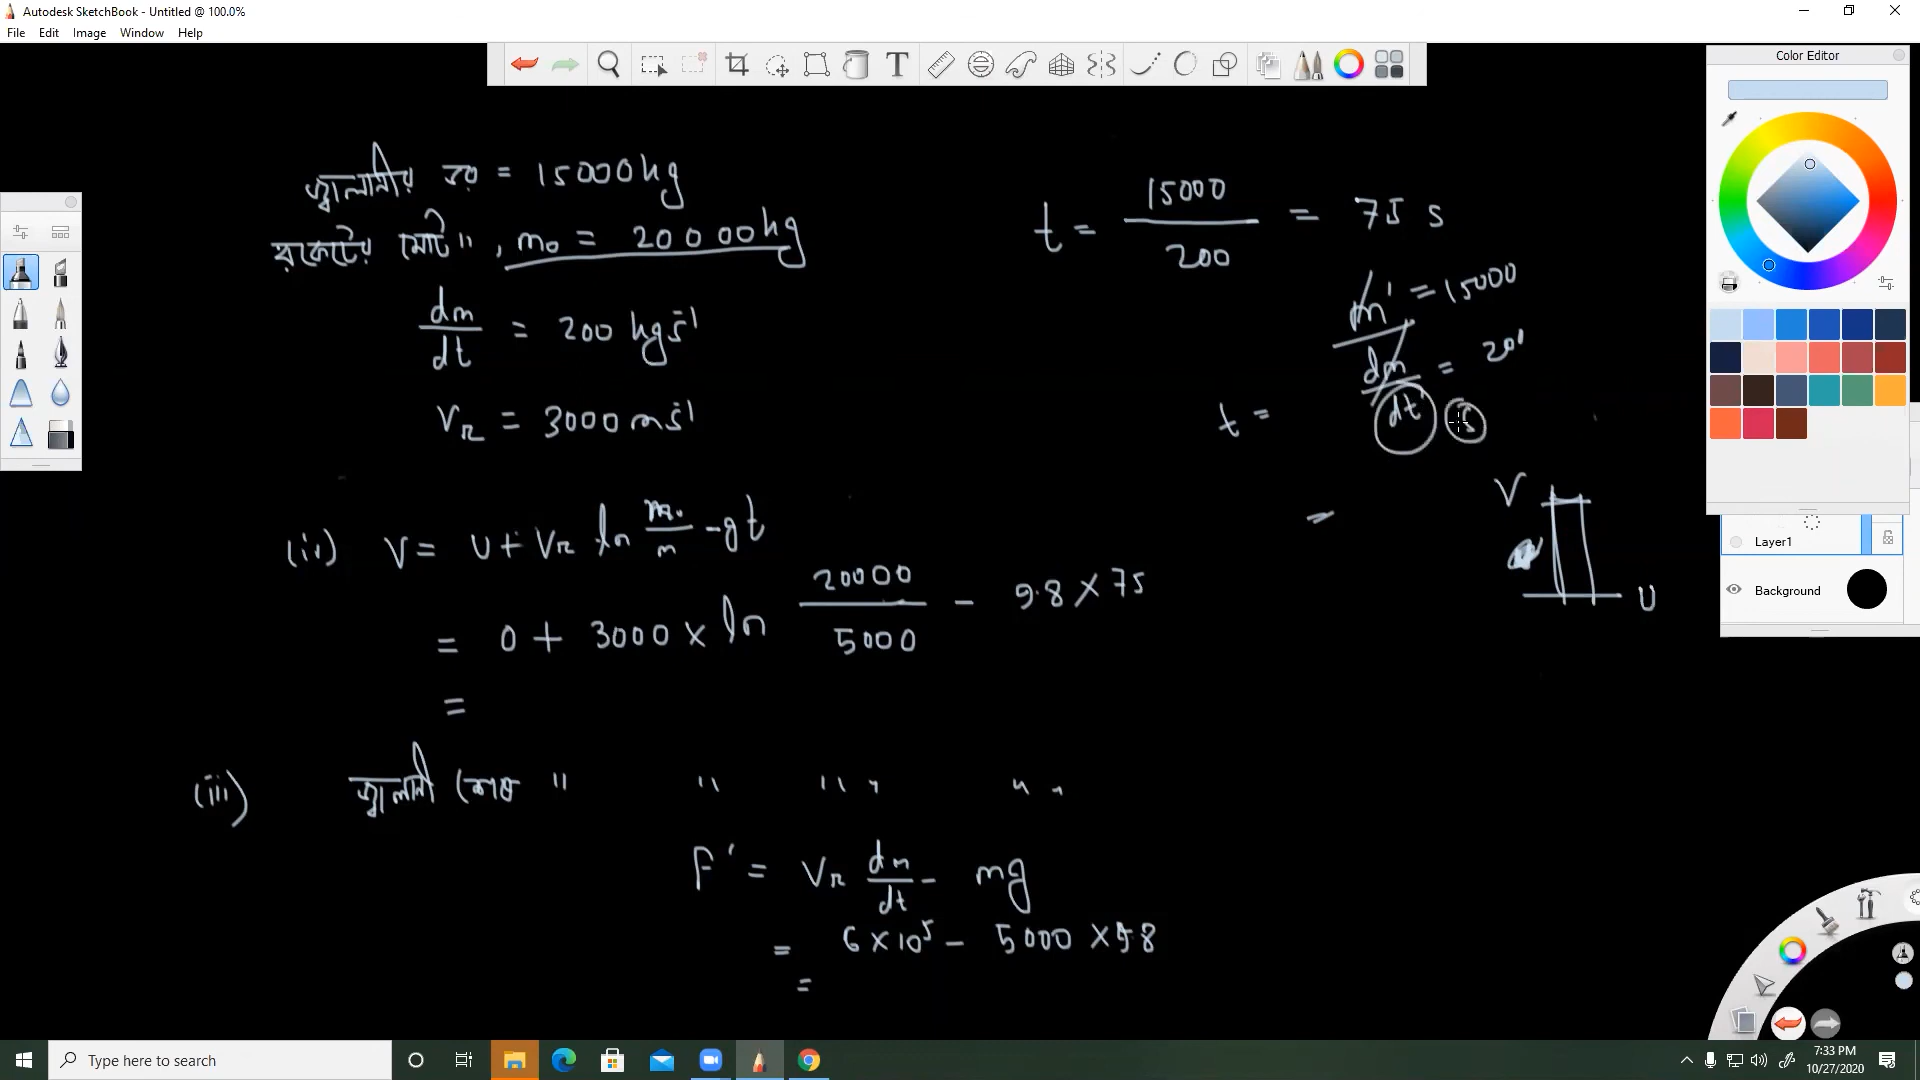 Autodesk SketchBook - Untitled @ 100.0%
File Edit Image Window Help
Color Editor
জ্বালানীর ভর = 15000 kg
রকেটের মোট ", m₀ = 20000 kg
dm/dt = 200 kgs⁻¹
V_R = 3000 ms⁻¹
t = 15000/200 = 75 s
m' = 15000
dm/dt = 200
t =
=
V
U
(ii) V = U + V_R ln m₀/m - gt
= 0 + 3000 × ln 20000/5000 - 9.8 × 75
=
(iii) জ্বালানী শেষ " " " , " "
F' = V_R dm/dt - mg
= 6 × 10⁵ - 5000 × 9.8
=
Layer1
Background
Type here to search
7:33 PM
10/27/2020